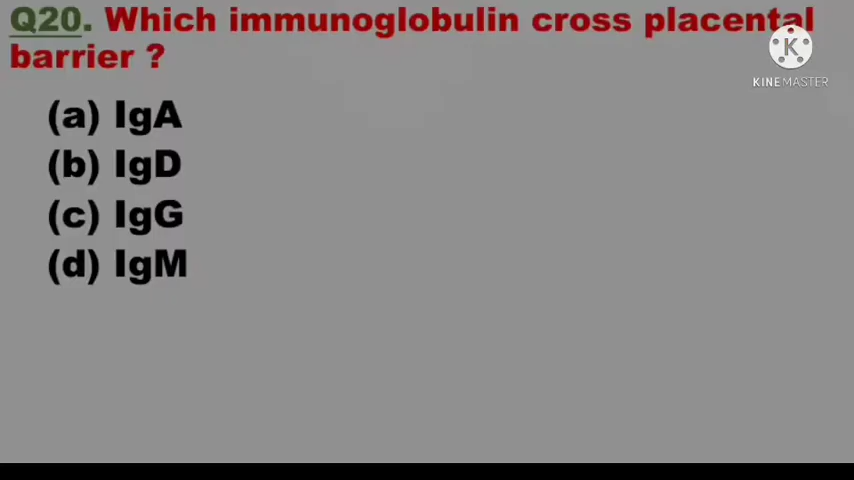 Q20. Which immunoglobulin cross placental
barrier ?
K
KINEMASTER
(a) IgA
(b) IgD
(c) IgG
(d) IgM